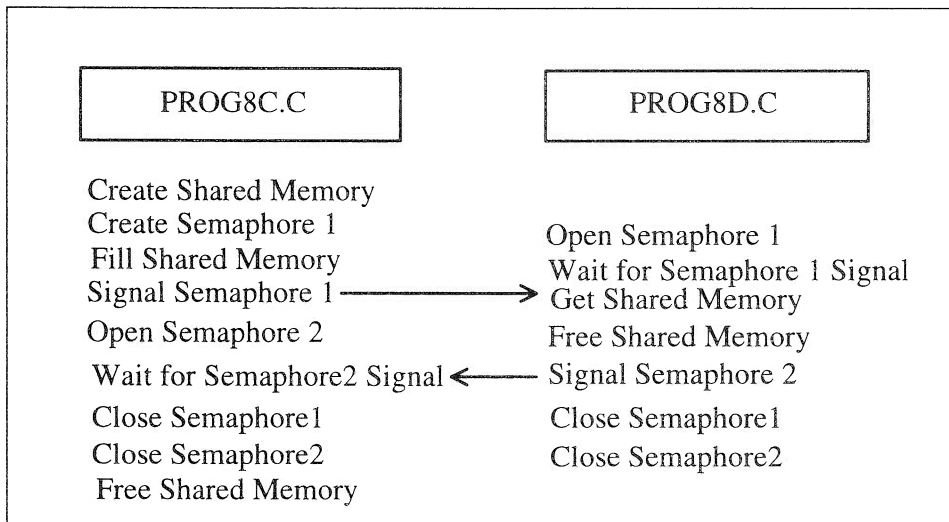 PROG8C.C
Create Shared Memory
Create Semaphore 1
Fill Shared Memory
Signal Semaphore 1
Open Semaphore 2
Wait for Semaphore2 Signal
Close Semaphore1
Close Semaphore2
Free Shared Memory
PROG8D.C
Open Semaphore 1
Wait for Semaphore 1 Signal
Get Shared Memory
Free Shared Memory
Signal Semaphore 2
Close Semaphore1
Close Semaphore2